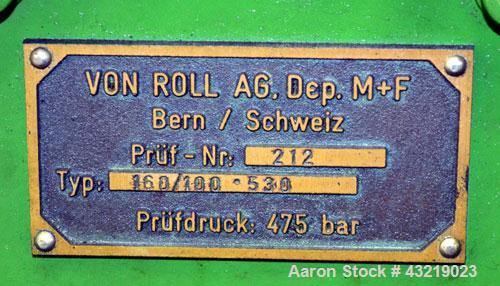 VON ROLL AG. Dep. M+F
Bern / Schweiz
Prüf-Nr: 212
Typ: 160/100 · 530
Prüfdruck: 475 bar
Aaron Stock # 43219023